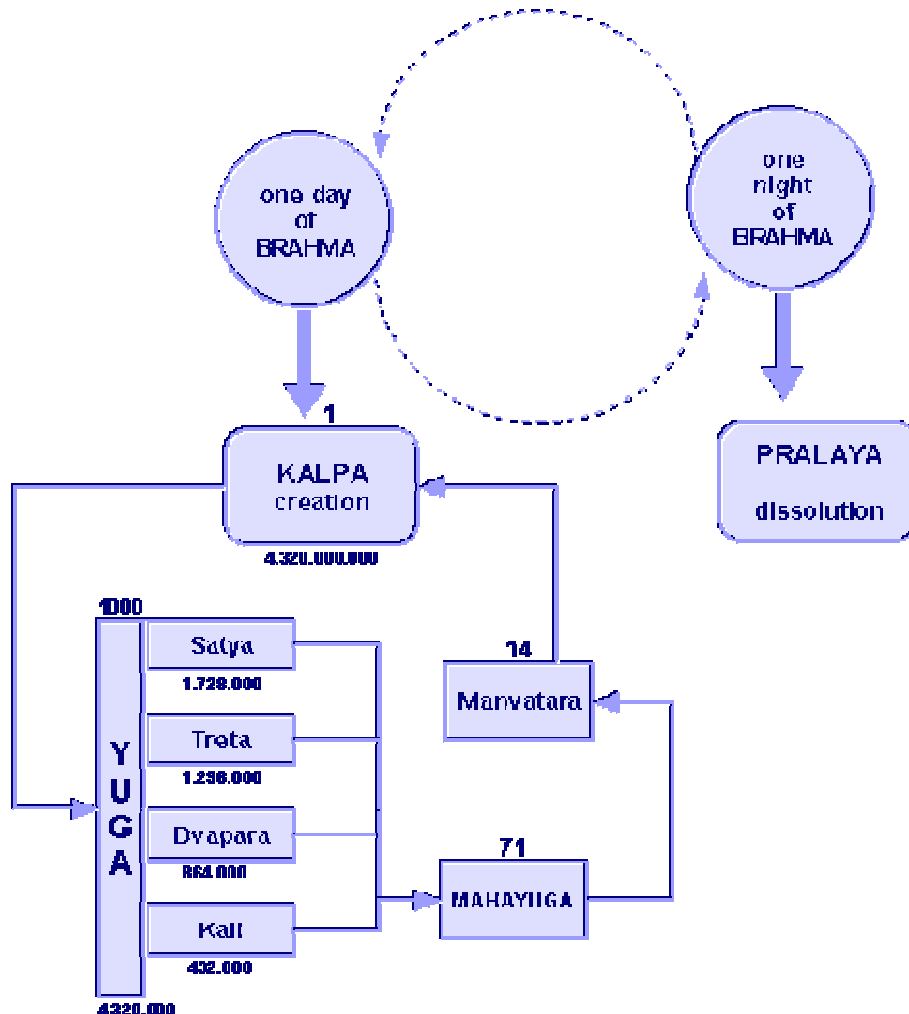 one day
of
BRAHMA
one
night
of
BRAHMA
1
KALPA
creation
4.320.000.000
PRALAYA
dissolution
1000
YUGA
Satya
1.728.000
Treta
1.296.000
Dvapara
864.000
Kali
432.000
4.320.000
14
Manvatara
71
MAHAYUGA